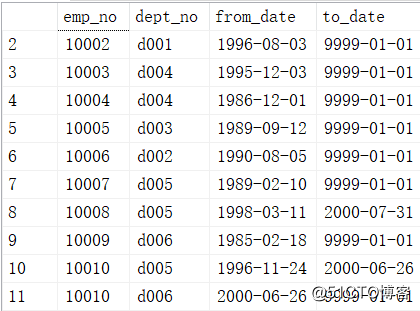 emp_no dept_no from_date to_date
2 10002 d001 1996-08-03 9999-01-01
3 10003 d004 1995-12-03 9999-01-01
4 10004 d004 1986-12-01 9999-01-01
5 10005 d003 1989-09-12 9999-01-01
6 10006 d002 1990-08-05 9999-01-01
7 10007 d005 1989-02-10 9999-01-01
8 10008 d005 1998-03-11 2000-07-31
9 10009 d006 1985-02-18 9999-01-01
10 10010 d005 1996-11-24 2000-06-26
11 10010 d006 2000-06-26 9999-01-01
@51CTO博客